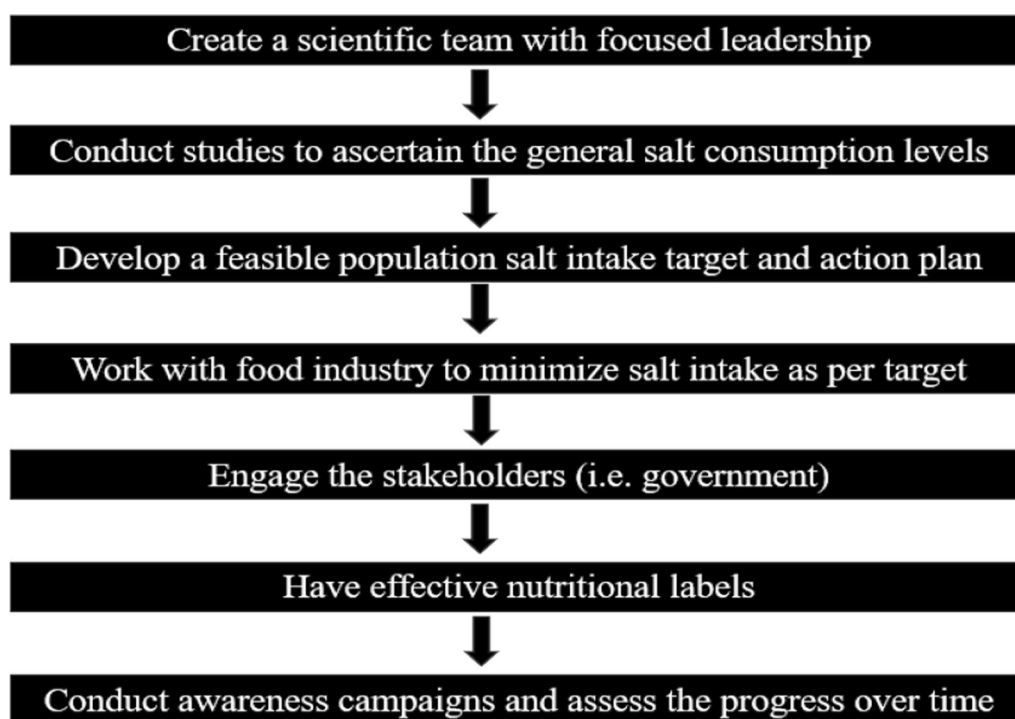 Create a scientific team with focused leadership
Conduct studies to ascertain the general salt consumption levels
Develop a feasible population salt intake target and action plan
Work with food industry to minimize salt intake as per target
Engage the stakeholders (i.e. government)
Have effective nutritional labels
Conduct awareness campaigns and assess the progress over time